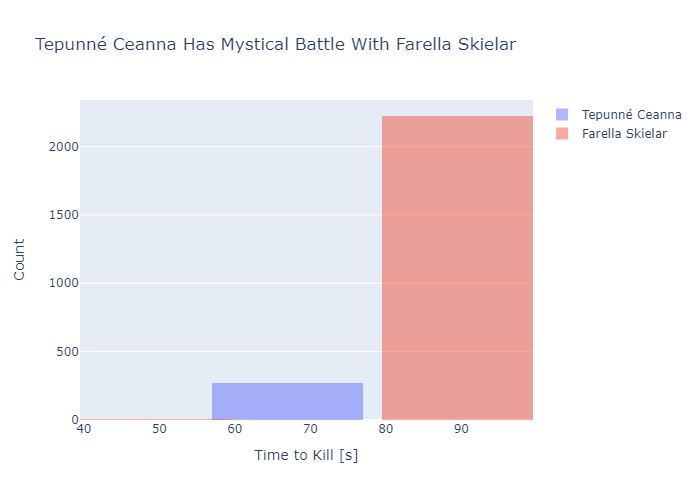 Tepunné Ceanna Has Mystical Battle With Farella Skielar
Tepunné Ceanna
Farella Skielar
2000
1500
1000
500
0
Count
40 50 60 70 80 90
Time to Kill [s]